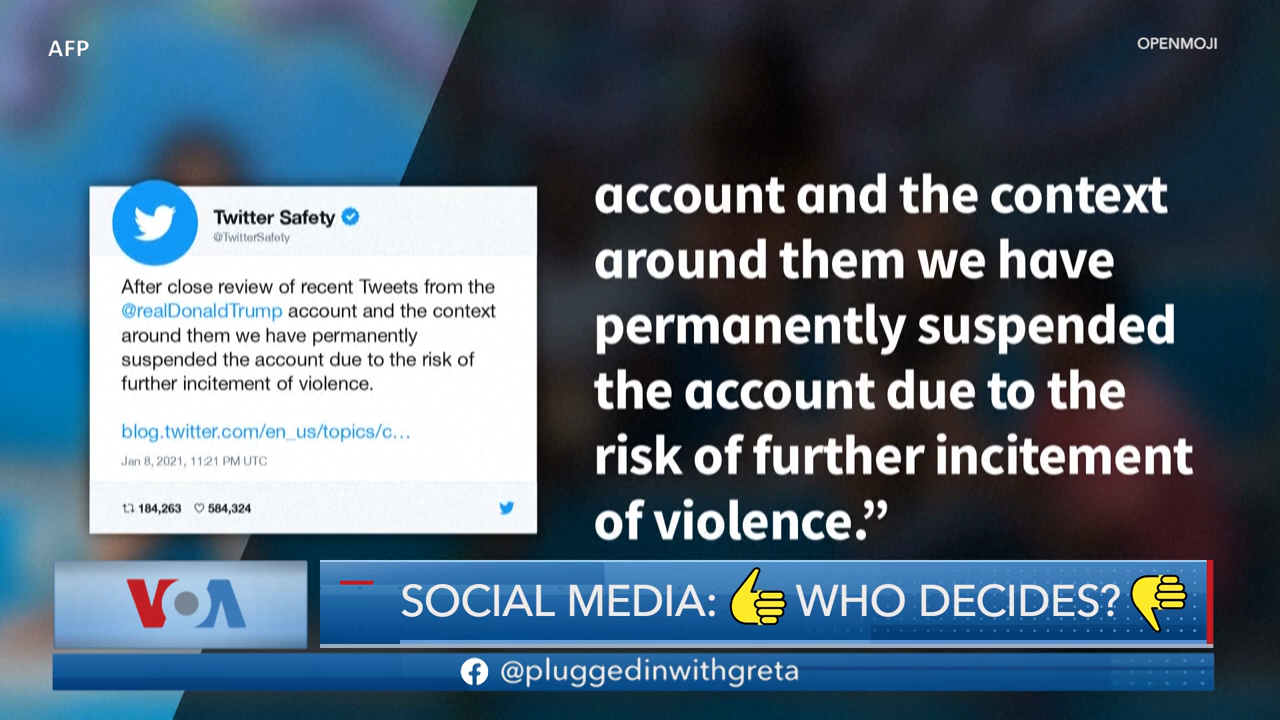 AFP
OPENMOJI
Twitter Safety
@TwitterSafety
After close review of recent Tweets from the
@realDonaldTrump account and the context
around them we have permanently
suspended the account due to the risk of
further incitement of violence.
blog.twitter.com/en_us/topics/c...
Jan 8, 2021, 11:21 PM UTC
184,263 584,324
account and the context
around them we have
permanently suspended
the account due to the
risk of further incitement
of violence.”
VOA
SOCIAL MEDIA: WHO DECIDES?
@pluggedinwithgreta